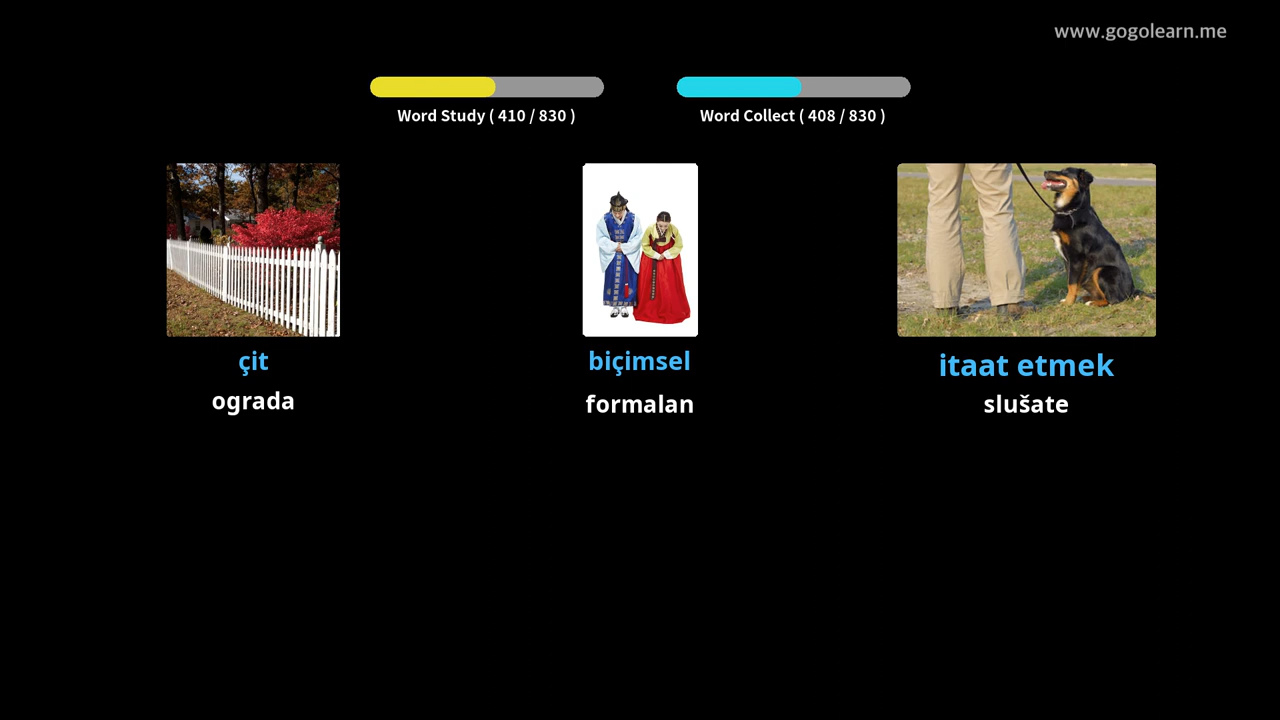 www.gogolearn.me
Word Study ( 410 / 830 )
Word Collect ( 408 / 830 )
çit
biçimsel
itaat etmek
ograda
formalan
slušate